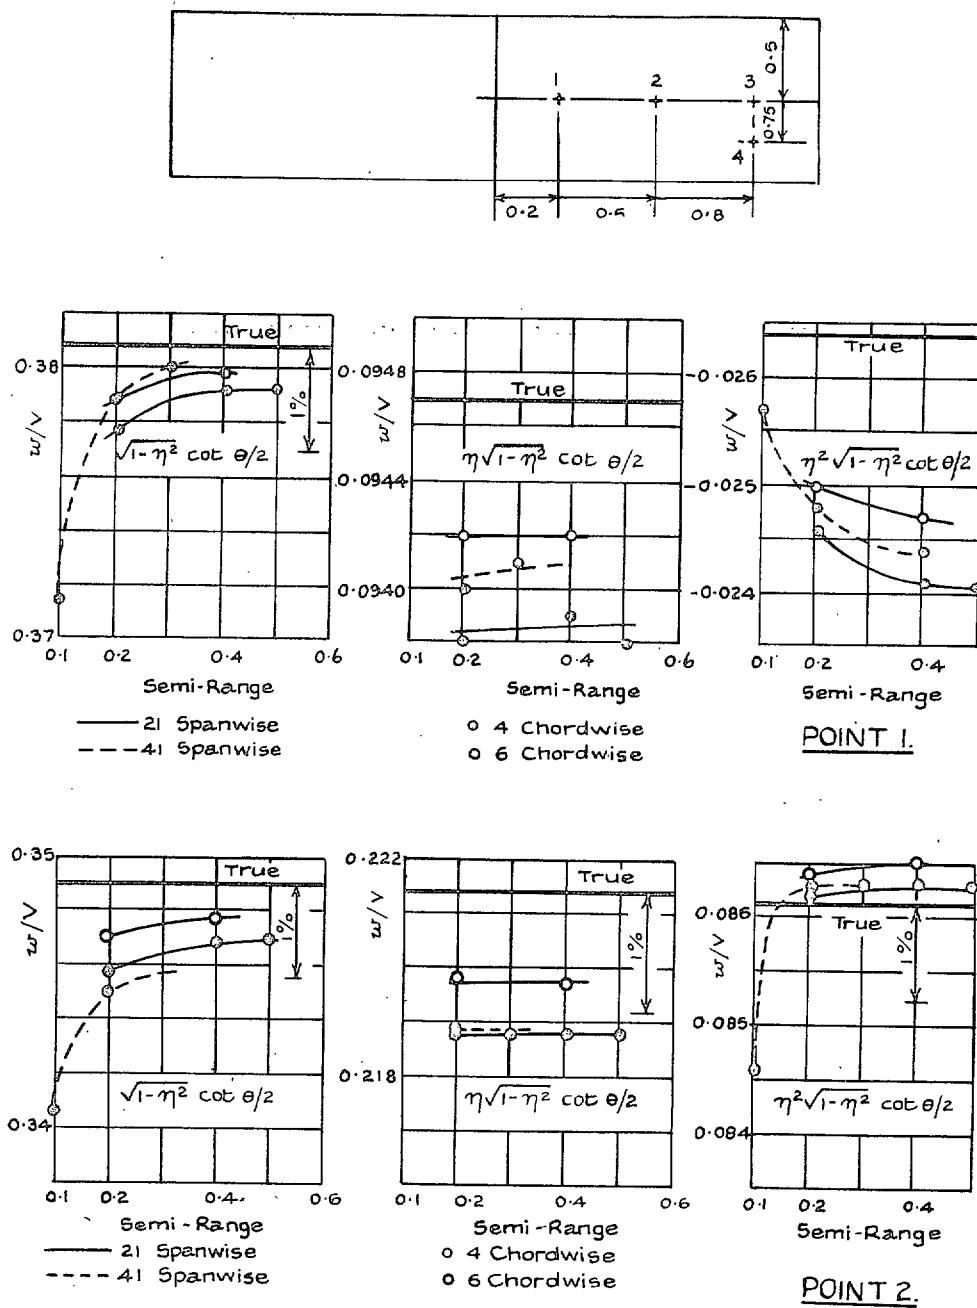 1 2 3
4
0.5
0.75
0.2 0.5 0.8
True
0.38
0.37
w/V
1%
√1-η² cot θ/2
0.1 0.2 0.4 0.6
Semi-Range
True
0.0948
0.0944
0.0940
w/V
η√1-η² cot θ/2
0.1 0.2 0.4 0.6
Semi-Range
True
-0.026
-0.025
-0.024
w/V
η²√1-η² cot θ/2
0.1 0.2 0.4
Semi-Range
21 Spanwise
41 Spanwise
4 Chordwise
6 Chordwise
POINT 1.
0.35
0.34
True
w/V
1%
√1-η² cot θ/2
0.1 0.2 0.4 0.6
Semi-Range
0.222
0.218
True
w/V
1%
η√1-η² cot θ/2
0.1 0.2 0.4 0.6
Semi-Range
0.086
0.085
0.084
True
w/V
1%
η²√1-η² cot θ/2
0.1 0.2 0.4
Semi-Range
21 Spanwise
41 Spanwise
4 Chordwise
6 Chordwise
POINT 2.